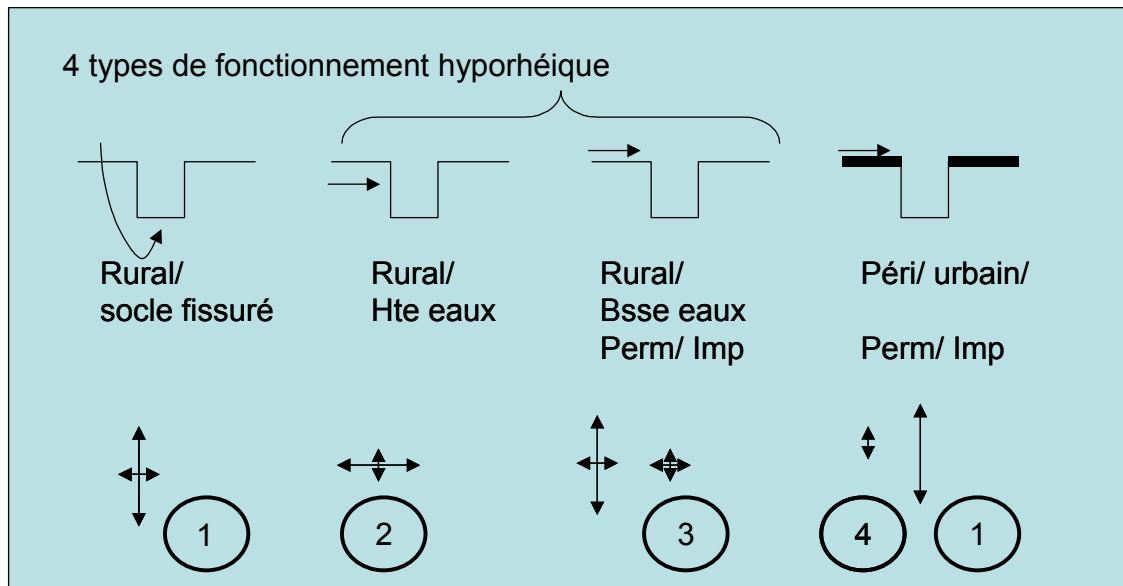 4 types de fonctionnement hyporhéique
Rural/
socle fissuré
Rural/
Hte eaux
Rural/
Bsse eaux
Perm/ Imp
Péri/ urbain/
Perm/ Imp
1
2
3
4
1